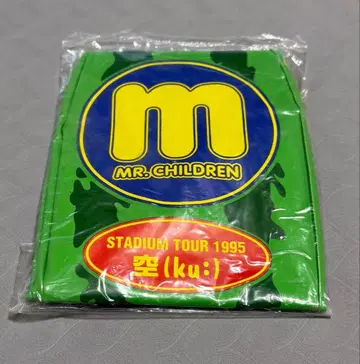 m
MR.CHILDREN
STADIUM TOUR 1995
空(ku:)